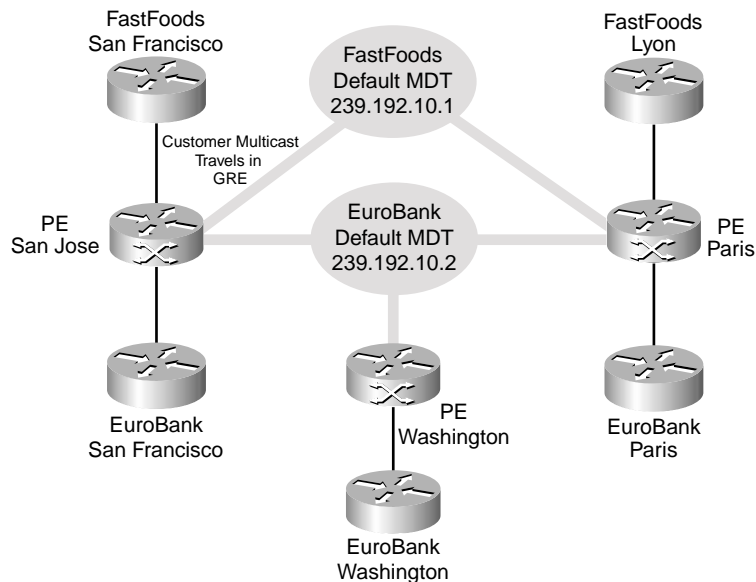 FastFoods
San Francisco
FastFoods
Default MDT
239.192.10.1
FastFoods
Lyon
Customer Multicast
Travels in
GRE
PE
San Jose
EuroBank
Default MDT
239.192.10.2
PE
Paris
EuroBank
San Francisco
PE
Washington
EuroBank
Paris
EuroBank
Washington